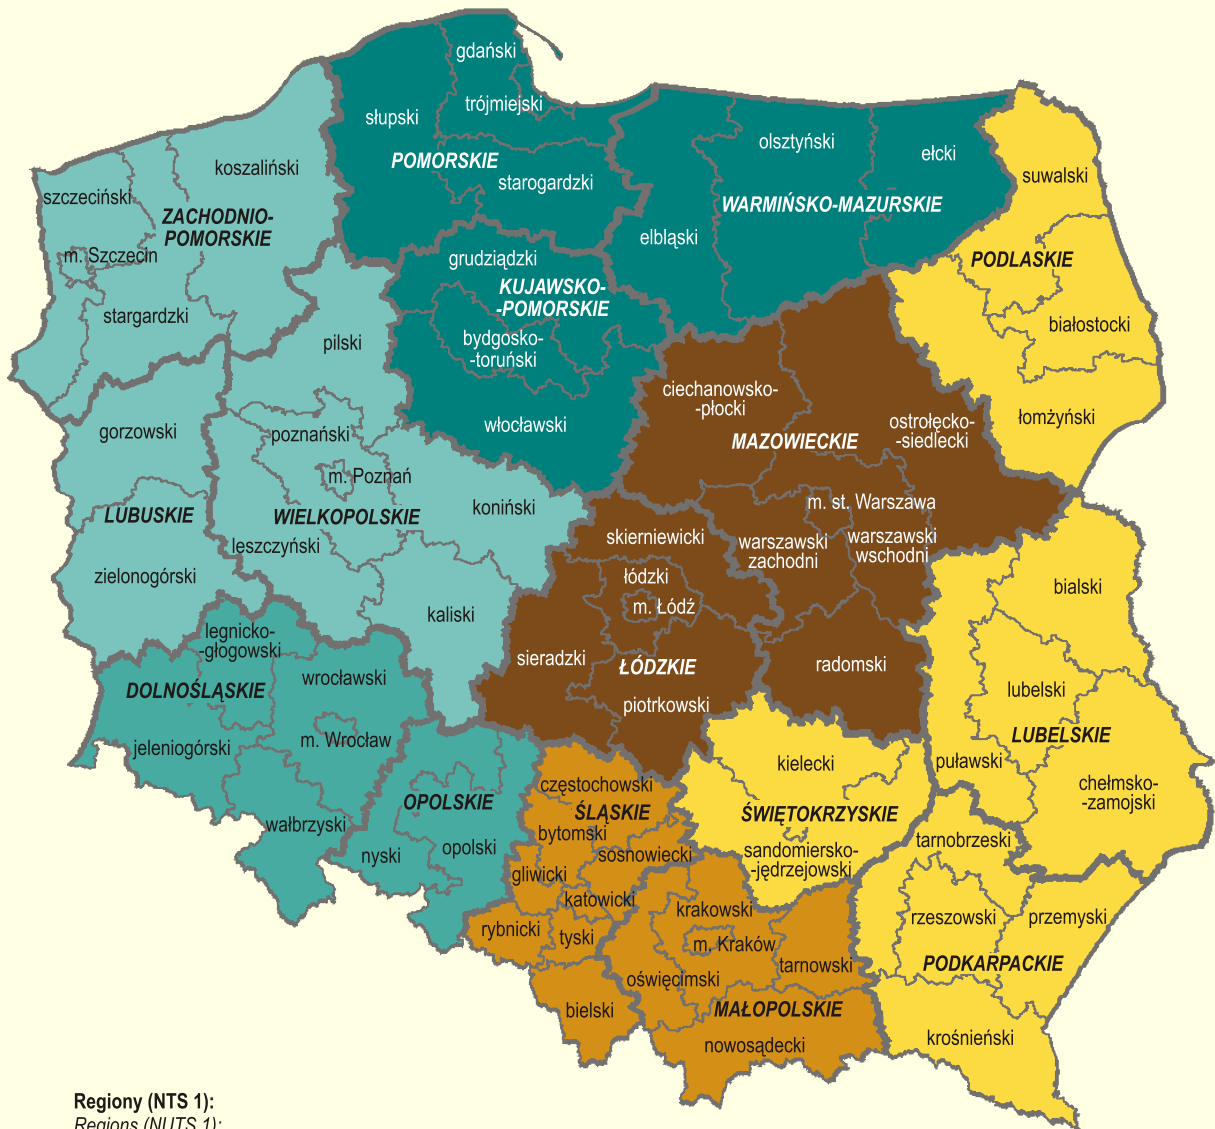 gdański
trójmiejski
słupski
POMORSKIE
starogardzki
olsztyński
ełcki
WARMIŃSKO-MAZURSKIE
elbląski
suwalski
PODLASKIE
białostocki
łomżyński
koszaliński
szczeciński
ZACHODNIO-
POMORSKIE
m. Szczecin
stargardzki
grudziądzki
KUJAWSKO-
-POMORSKIE
bydgosko-
-toruński
włocławski
pilski
gorzowski
poznański
m. Poznań
LUBUSKIE
WIELKOPOLSKIE
koniński
leszczyński
zielonogórski
kaliski
ciechanowsko-
-płocki
ostrołęcko-
-siedlecki
MAZOWIECKIE
m. st. Warszawa
warszawski
zachodni
warszawski
wschodni
radomski
skierniewicki
łódzki
m. Łódź
sieradzki
ŁÓDZKIE
piotrkowski
bialski
lubelski
LUBELSKIE
puławski
chełmsko-
-zamojski
legnicko-
-głogowski
wrocławski
DOLNOŚLĄSKIE
jeleniogórski
m. Wrocław
wałbrzyski
OPOLSKIE
nyski
opolski
częstochowski
ŚLĄSKIE
bytomski
sosnowiecki
gliwicki
katowicki
rybnicki
tyski
bielski
kielecki
ŚWIĘTOKRZYSKIE
sandomiersko-
-jędrzejowski
krakowski
m. Kraków
tarnowski
oświęcimski
MAŁOPOLSKIE
nowosądecki
tarnobrzeski
rzeszowski
przemyski
PODKARPACKIE
krośnieński
Regiony (NTS 1):
Regions (NUTS 1):